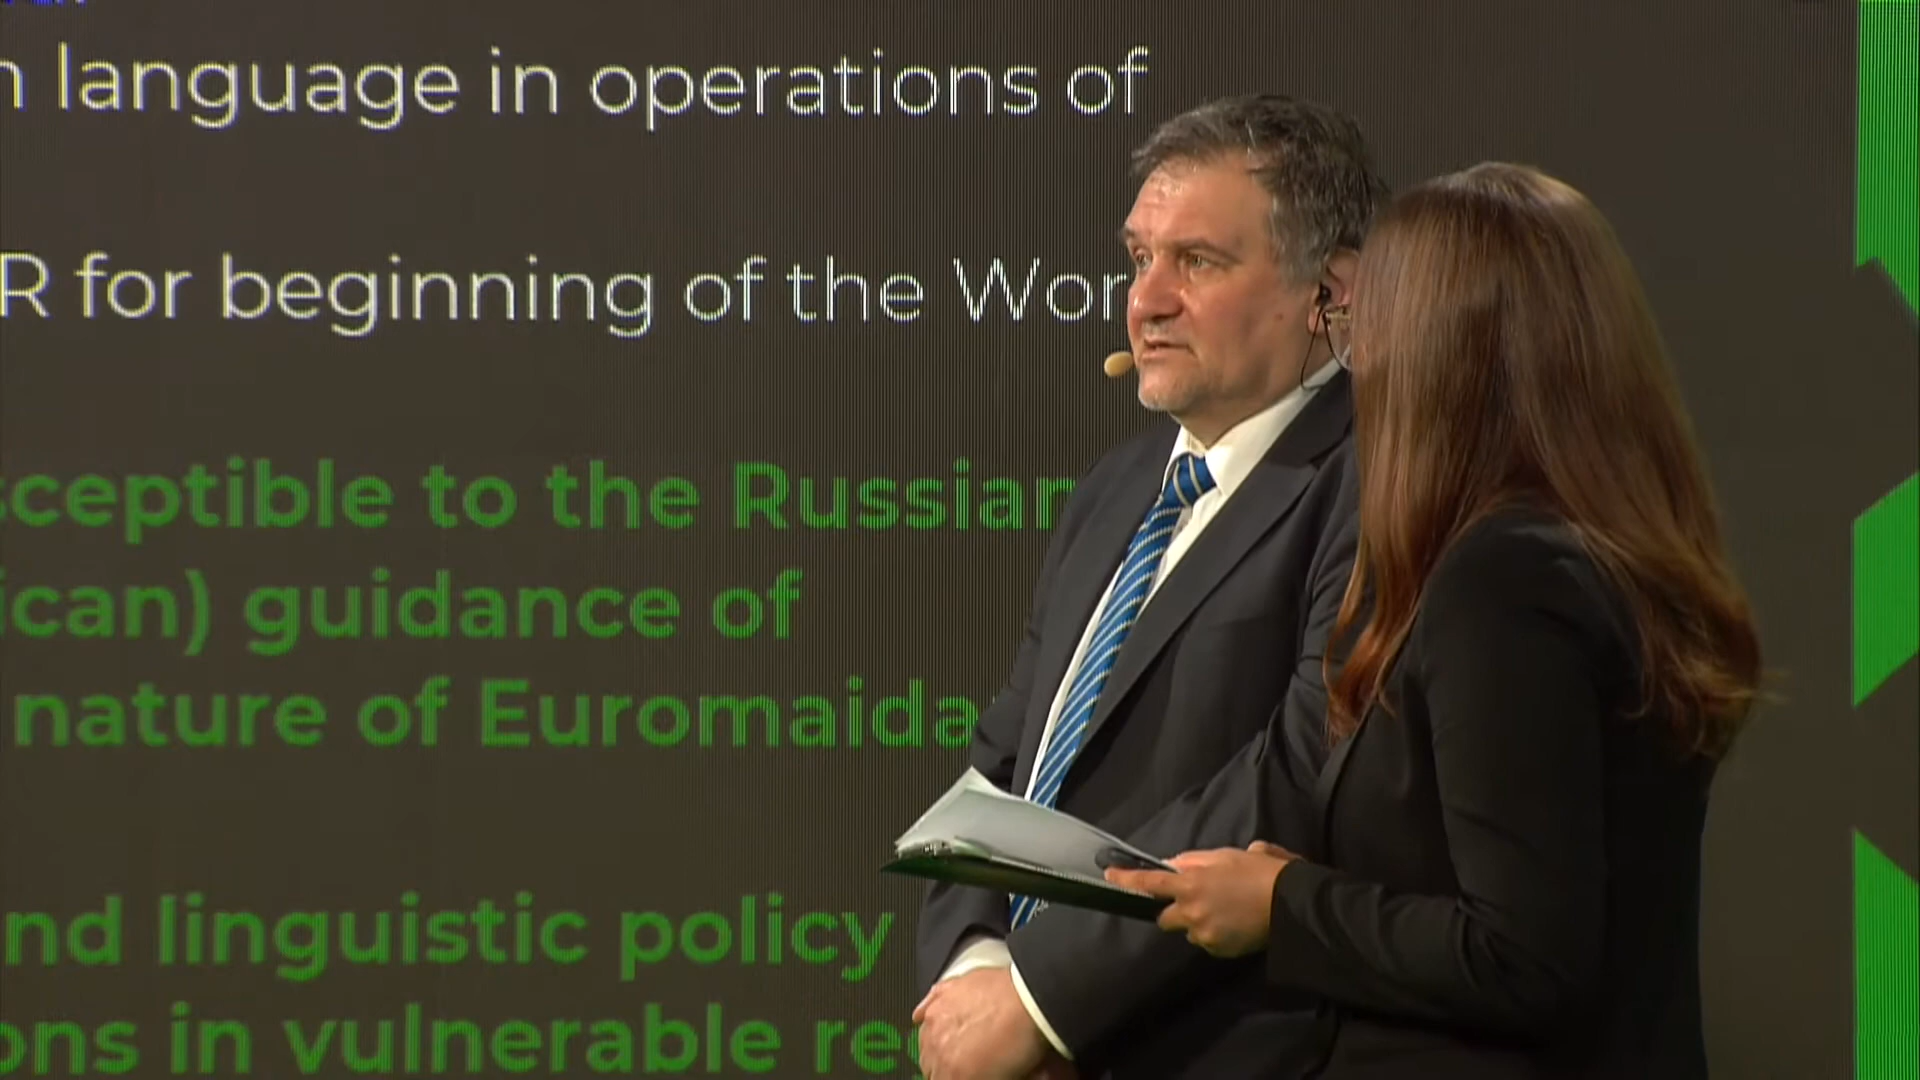 language in operations of
R for beginning of the Wor
sceptible to the Russian
ican) guidance of
nature of Euromaida
nd linguistic policy
ons in vulnerable re